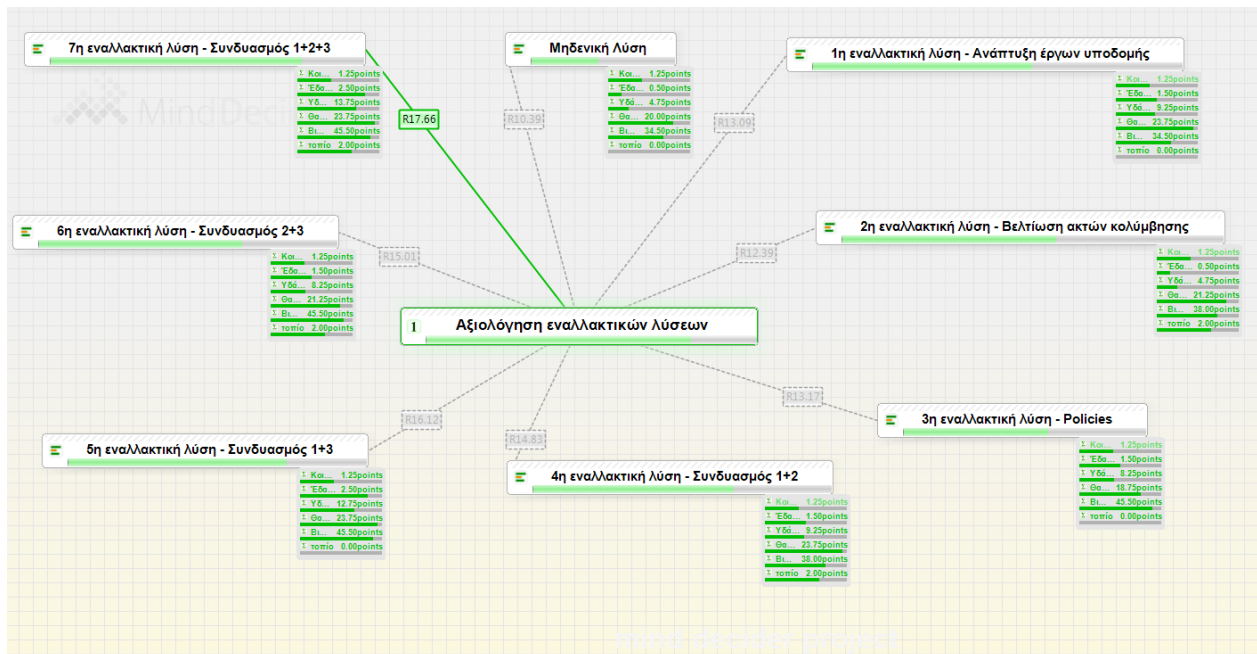 7η εναλλακτική λύση - Συνδυασμός 1+2+3
Σ Κοι... 1.25points
Σ 'Εδα... 2.50points
Σ Υδ... 13.75points
Σ Θα... 23.75points
Σ Βι... 45.50points
Σ τοπίο 2.00points
R17.66
Μηδενική Λύση
Σ Κοι... 1.25points
Σ 'Εδα... 0.50points
Σ Υδά... 4.75points
Σ Θα... 20.00points
Σ Βι... 34.50points
Σ τοπίο 0.00points
R10.39
1η εναλλακτική λύση - Ανάπτυξη έργων υποδομής
Σ Κοι... 1.25points
Σ 'Εδα... 1.50points
Σ Υδά... 9.25points
Σ Θα... 23.75points
Σ Βι... 34.50points
Σ τοπίο 0.00points
R13.09
6η εναλλακτική λύση - Συνδυασμός 2+3
Σ Κοι... 1.25points
Σ 'Εδα... 1.50points
Σ Υδά... 8.25points
Σ Θα... 21.25points
Σ Βι... 45.50points
Σ τοπίο 2.00points
R15.01
2η εναλλακτική λύση - Βελτίωση ακτών κολύμβησης
Σ Κοι... 1.25points
Σ 'Εδα... 0.50points
Σ Υδά... 4.75points
Σ Θα... 21.25points
Σ Βι... 38.00points
Σ τοπίο 2.00points
R12.39
1 Αξιολόγηση εναλλακτικών λύσεων
5η εναλλακτική λύση - Συνδυασμός 1+3
Σ Κοι... 1.25points
Σ 'Εδα... 2.50points
Σ Υδ... 12.75points
Σ Θα... 23.75points
Σ Βι... 45.50points
Σ τοπίο 0.00points
R16.12
4η εναλλακτική λύση - Συνδυασμός 1+2
Σ Κοι... 1.25points
Σ 'Εδα... 1.50points
Σ Υδά... 9.25points
Σ Θα... 23.75points
Σ Βι... 38.00points
Σ τοπίο 2.00points
R14.83
3η εναλλακτική λύση - Policies
Σ Κοι... 1.25points
Σ 'Εδα... 1.50points
Σ Υδά... 8.25points
Σ Θα... 18.75points
Σ Βι... 45.50points
Σ τοπίο 0.00points
R13.17